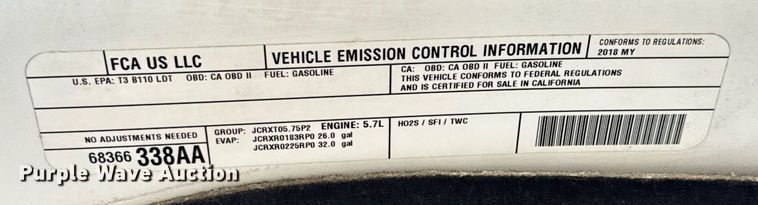 FCA US LLC
VEHICLE EMISSION CONTROL INFORMATION
CONFORMS TO REGULATIONS:
2018 MY
U.S. EPA: T3 B110 LDT OBD: CA OBD II FUEL: GASOLINE
CA: OBD: CA OBD II FUEL: GASOLINE
THIS VEHICLE CONFORMS TO FEDERAL REGULATIONS
AND IS CERTIFIED FOR SALE IN CALIFORNIA
NO ADJUSTMENTS NEEDED
68366 338AA
GROUP: JCRXT05.75P2 ENGINE: 5.7L
EVAP: JCRXR0183RP0 26.0 gal
JCRXR0225RP0 32.0 gal
HO2S / SFI / TWC
Purple Wave Auction